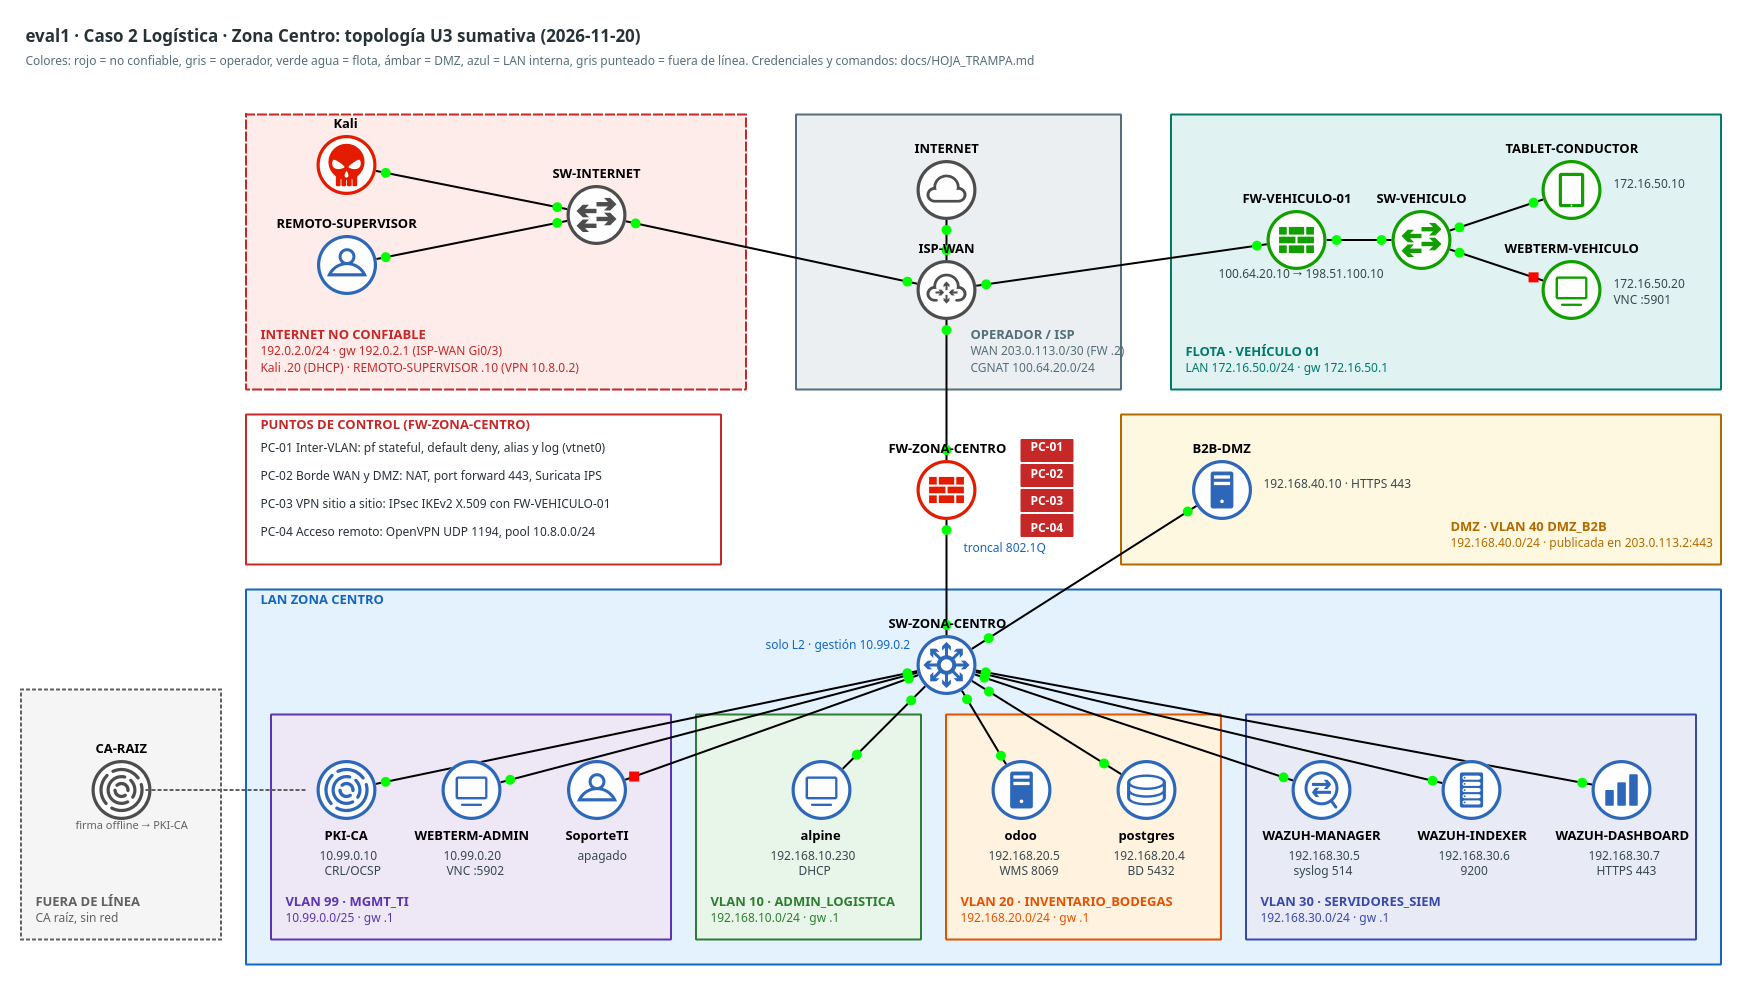 eval1 · Caso 2 Logística · Zona Centro: topología U3 sumativa (2026-11-20)
Colores: rojo = no confiable, gris = operador, verde agua = flota, ámbar = DMZ, azul = LAN interna, gris punteado = fuera de línea. Credenciales y comandos: docs/HOJA_TRAMPA.md
Kali
SW-INTERNET
REMOTO-SUPERVISOR
INTERNET NO CONFIABLE
192.0.2.0/24 · gw 192.0.2.1 (ISP-WAN Gi0/3)
Kali .20 (DHCP) · REMOTO-SUPERVISOR .10 (VPN 10.8.0.2)
INTERNET
ISP-WAN
OPERADOR / ISP
WAN 203.0.113.0/30 (FW .2)
CGNAT 100.64.20.0/24
TABLET-CONDUCTOR
172.16.50.10
FW-VEHICULO-01
SW-VEHICULO
100.64.20.10 → 198.51.100.10
WEBTERM-VEHICULO
172.16.50.20
VNC :5901
FLOTA · VEHÍCULO 01
LAN 172.16.50.0/24 · gw 172.16.50.1
PUNTOS DE CONTROL (FW-ZONA-CENTRO)
PC-01 Inter-VLAN: pf stateful, default deny, alias y log (vtnet0)
PC-02 Borde WAN y DMZ: NAT, port forward 443, Suricata IPS
PC-03 VPN sitio a sitio: IPsec IKEv2 X.509 con FW-VEHICULO-01
PC-04 Acceso remoto: OpenVPN UDP 1194, pool 10.8.0.0/24
FW-ZONA-CENTRO
PC-01
PC-02
PC-03
PC-04
troncal 802.1Q
B2B-DMZ
192.168.40.10 · HTTPS 443
DMZ · VLAN 40 DMZ_B2B
192.168.40.0/24 · publicada en 203.0.113.2:443
LAN ZONA CENTRO
SW-ZONA-CENTRO
solo L2 · gestión 10.99.0.2
CA-RAIZ
firma offline → PKI-CA
FUERA DE LÍNEA
CA raíz, sin red
PKI-CA
10.99.0.10
CRL/OCSP
WEBTERM-ADMIN
10.99.0.20
VNC :5902
SoporteTI
apagado
VLAN 99 · MGMT_TI
10.99.0.0/25 · gw .1
alpine
192.168.10.230
DHCP
VLAN 10 · ADMIN_LOGISTICA
192.168.10.0/24 · gw .1
odoo
192.168.20.5
WMS 8069
postgres
192.168.20.4
BD 5432
VLAN 20 · INVENTARIO_BODEGAS
192.168.20.0/24 · gw .1
WAZUH-MANAGER
192.168.30.5
syslog 514
WAZUH-INDEXER
192.168.30.6
9200
WAZUH-DASHBOARD
192.168.30.7
HTTPS 443
VLAN 30 · SERVIDORES_SIEM
192.168.30.0/24 · gw .1